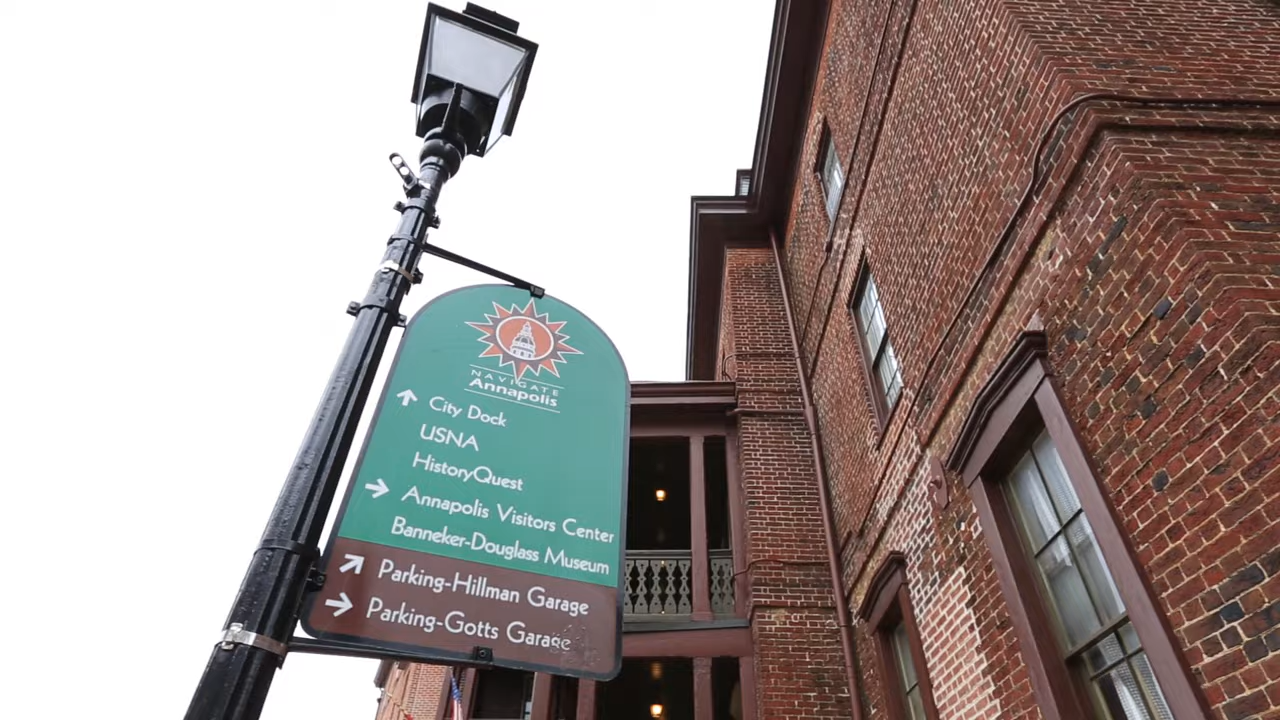 NAVIGATE
Annapolis
City Dock
USNA
HistoryQuest
Annapolis Visitors Center
Banneker-Douglass Museum
Parking-Hillman Garage
Parking-Gotts Garage